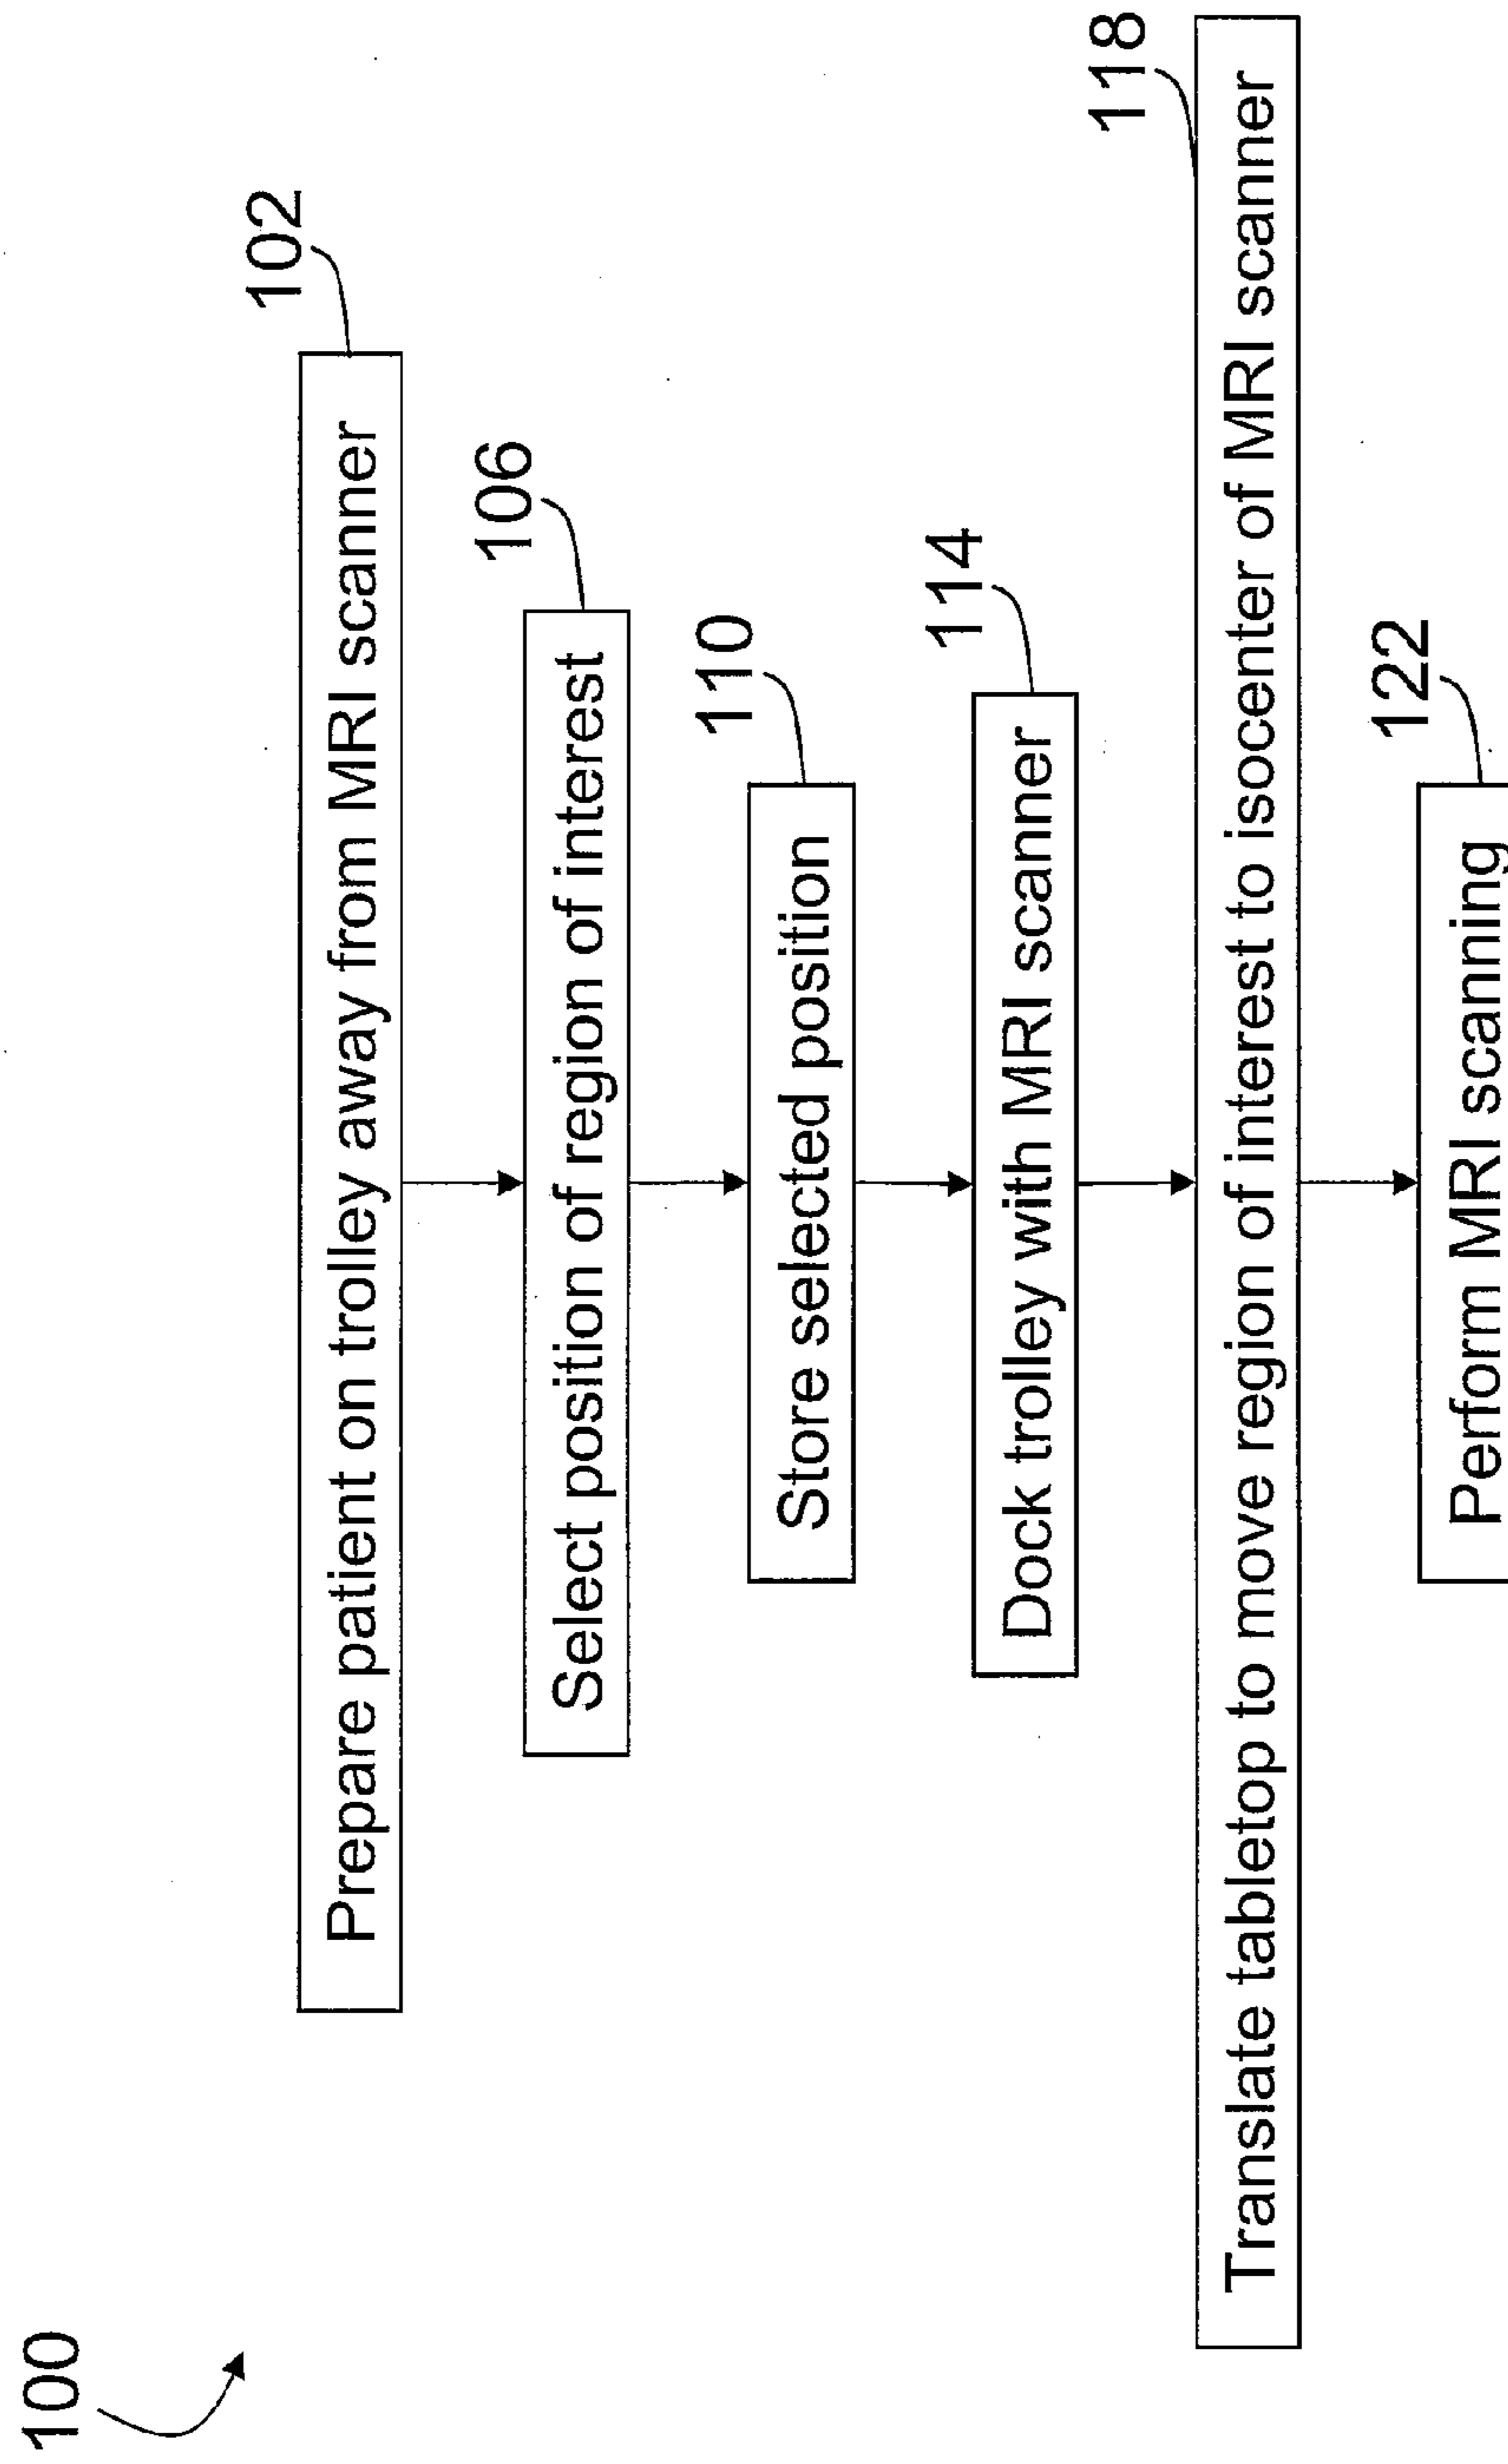 100
102
Prepare patient on trolley away from MRI scanner
106
Select position of region of interest
110
Store selected position
114
Dock trolley with MRI scanner
118
Translate tabletop to move region of interest to isocenter of MRI scanner
122
Perform MRI scanning